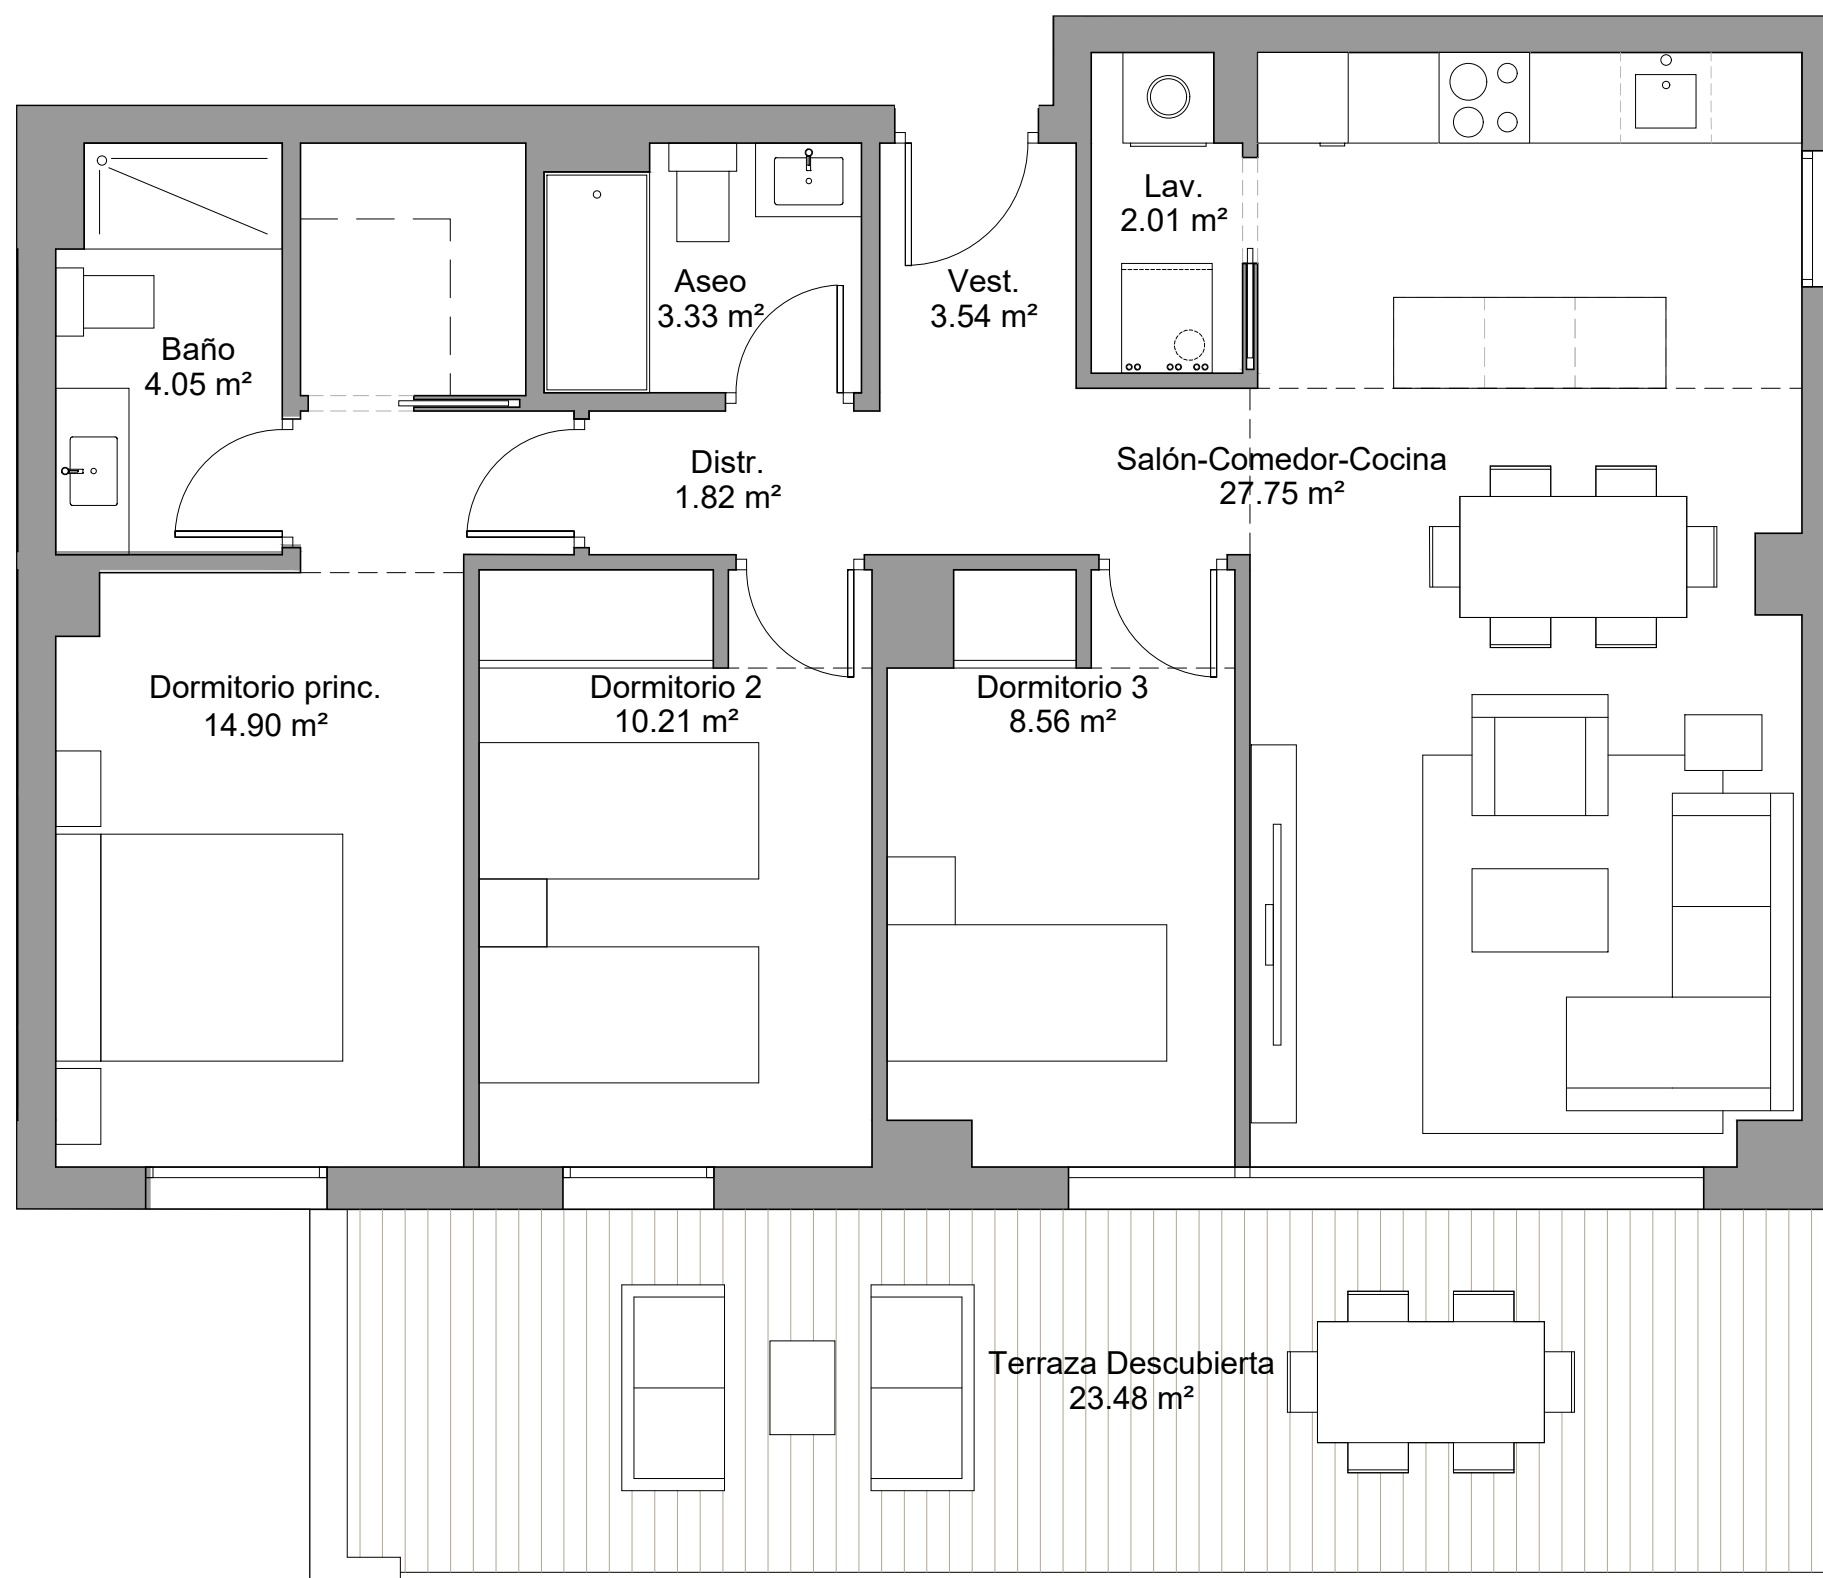 Lav.
2.01 m²
Aseo
3.33 m²
Vest.
3.54 m²
Baño
4.05 m²
Distr.
1.82 m²
Salón-Comedor-Cocina
27.75 m²
Dormitorio princ.
14.90 m²
Dormitorio 2
10.21 m²
Dormitorio 3
8.56 m²
Terraza Descubierta
23.48 m²